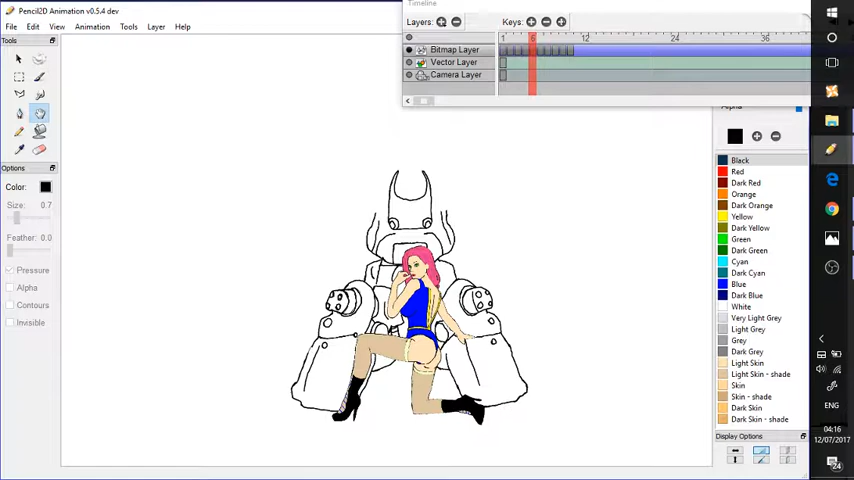 Pencil2D Animation v0.5.4 dev
Timeline
File Edit View Animation Tools Layer Help
Layers: Keys:
Tools
1 6 12 24 36
Bitmap Layer
Vector Layer
Camera Layer
Options
Color:
Size: 0.7
Feather: 0.0
Pressure
Alpha
Contours
Invisible
Alpha
Black
Red
Dark Red
Orange
Dark Orange
Yellow
Dark Yellow
Green
Dark Green
Cyan
Dark Cyan
Blue
Dark Blue
White
Very Light Grey
Light Grey
Grey
Dark Grey
Light Skin
Light Skin - shade
Skin
Skin - shade
Dark Skin
Dark Skin - shade
Display Options
ENG
04:16
12/07/2017
24